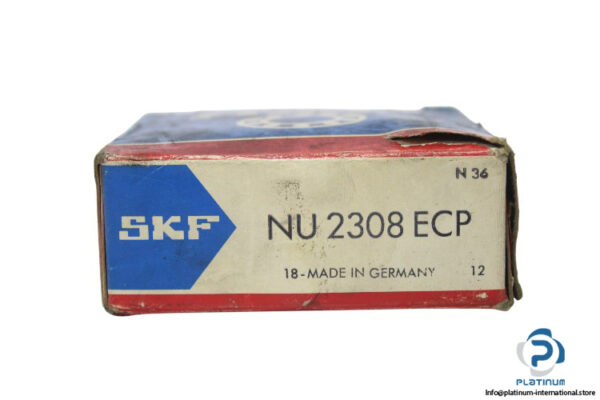 N 36
SKF
NU 2308 ECP
18-MADE IN GERMANY 12
PLATINUM
Info@platinum-international.store